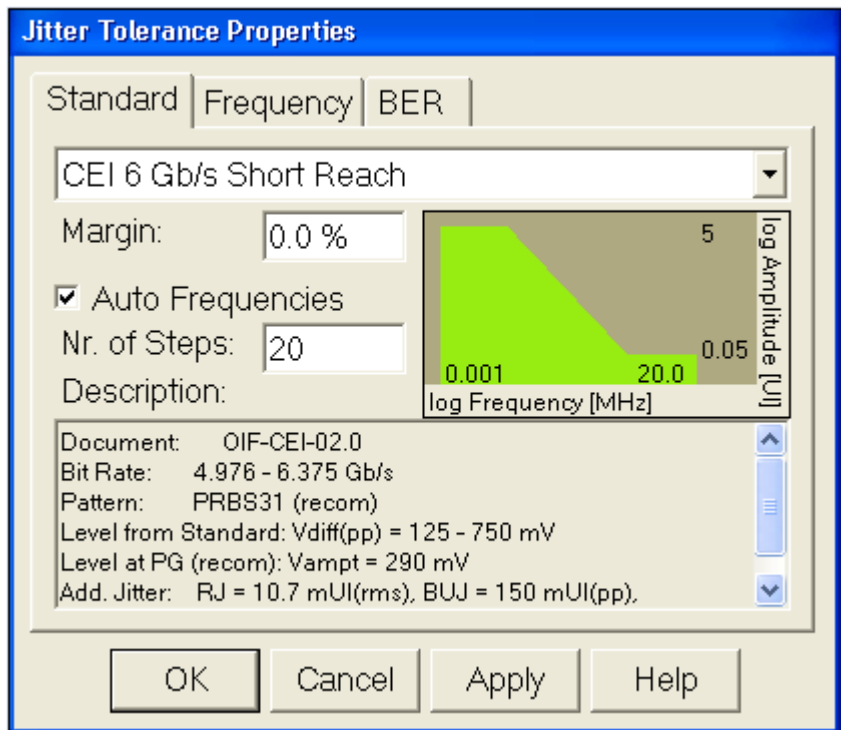 Jitter Tolerance Properties
Standard Frequency BER
CEI 6 Gb/s Short Reach
Margin: 0.0 %
Auto Frequencies
Nr. of Steps: 20
Description:
5
0.05
0.001 20.0
log Frequency [MHz]
log Amplitude [UI]
Document: OIF-CEI-02.0
Bit Rate: 4.976 - 6.375 Gb/s
Pattern: PRBS31 (recom)
Level from Standard: Vdiff(pp) = 125 - 750 mV
Level at PG (recom): Vampt = 290 mV
Add. Jitter: RJ = 10.7 mUI(rms), BUJ = 150 mUI(pp),
OK Cancel Apply Help